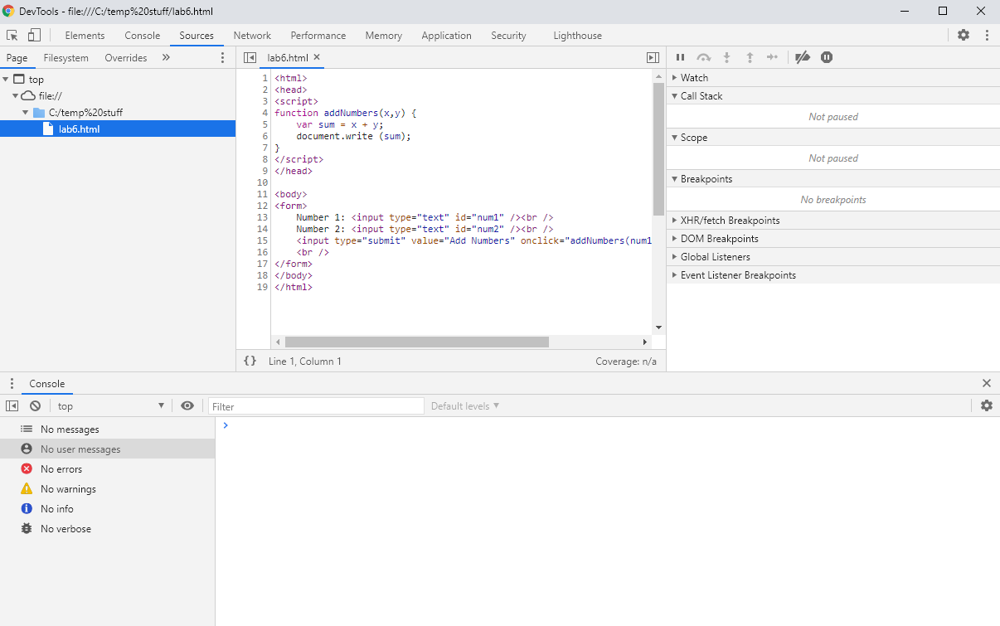 DevTools - file:///C:/temp%20stuff/lab6.html
Elements Console Sources Network Performance Memory Application Security Lighthouse
Page Filesystem Overrides »
top
file://
C:/temp%20stuff
lab6.html
lab6.html ×
1 <html>
2 <head>
3 <script>
4 function addNumbers(x,y) {
5     var sum = x + y;
6     document.write (sum);
7 }
8 </script>
9 </head>
10
11 <body>
12 <form>
13     Number 1: <input type="text" id="num1" /><br />
14     Number 2: <input type="text" id="num2" /><br />
15     <input type="submit" value="Add Numbers" onclick="addNumbers(num1
16     <br />
17 </form>
18 </body>
19 </html>
{} Line 1, Column 1 Coverage: n/a
Watch
Call Stack
Not paused
Scope
Not paused
Breakpoints
No breakpoints
XHR/fetch Breakpoints
DOM Breakpoints
Global Listeners
Event Listener Breakpoints
Console
top Filter Default levels
No messages
No user messages
No errors
No warnings
No info
No verbose